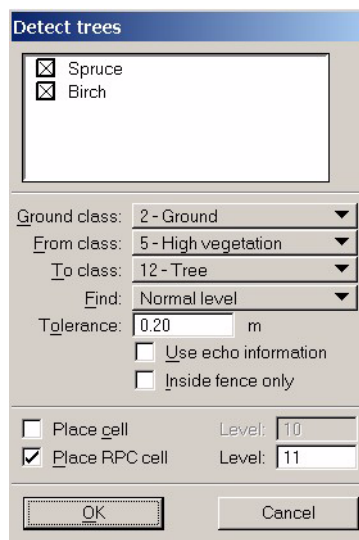 Detect trees
Spruce
Birch
Ground class: 2 - Ground
From class: 5 - High vegetation
To class: 12 - Tree
Find: Normal level
Tolerance: 0.20 m
Use echo information
Inside fence only
Place cell Level: 10
Place RPC cell Level: 11
OK Cancel